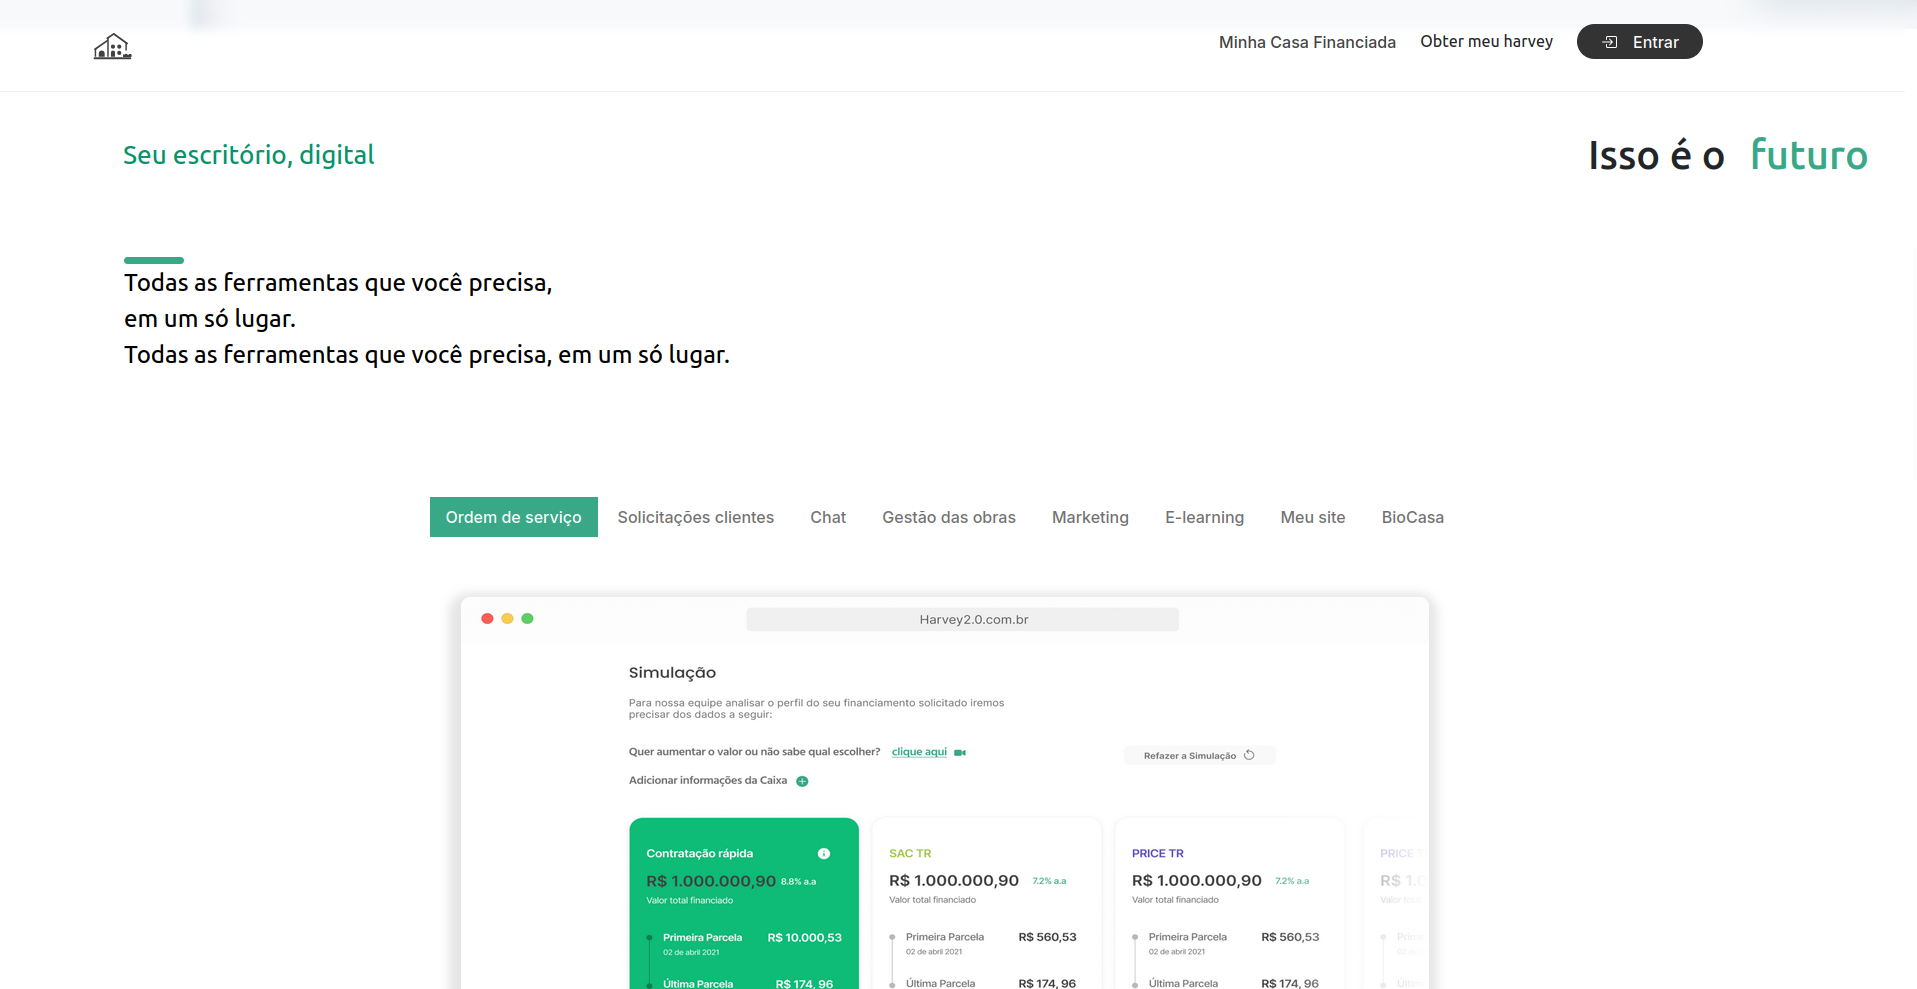 Minha Casa Financiada Obter meu harvey Entrar
Seu escritório, digital
Isso é o futuro
Todas as ferramentas que você precisa,
em um só lugar.
Todas as ferramentas que você precisa, em um só lugar.
Ordem de serviço Solicitações clientes Chat Gestão das obras Marketing E-learning Meu site BioCasa
Harvey2.0.com.br
Simulação
Para nossa equipe analisar o perfil do seu financiamento solicitado iremos
precisar dos dados a seguir:
Quer aumentar o valor ou não sabe qual escolher? clique aqui
Refazer a Simulação
Adicionar informações da Caixa
Contratação rápida
R$ 1.000.000,90 8.8% a.a
Valor total financiado
Primeira Parcela R$ 10.000,53
02 de abril 2021
Última Parcela R$ 174, 96
SAC TR
R$ 1.000.000,90 7.2% a.a
Valor total financiado
Primeira Parcela R$ 560,53
02 de abril 2021
Última Parcela R$ 174, 96
PRICE TR
R$ 1.000.000,90 7.2% a.a
Valor total financiado
Primeira Parcela R$ 560,53
02 de abril 2021
Última Parcela R$ 174, 96
PRICE
R$ 1.0
Valor